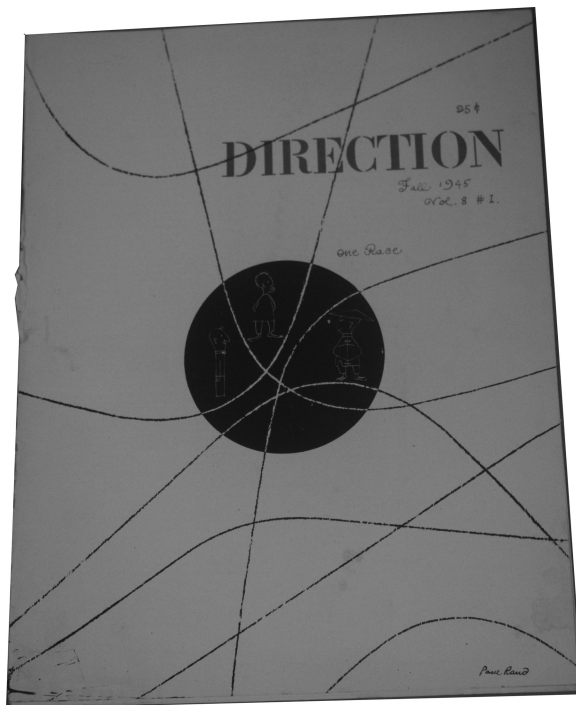 25¢
DIRECTION
Fall 1945
Vol. 8 #1.
One Race
Paul Rand